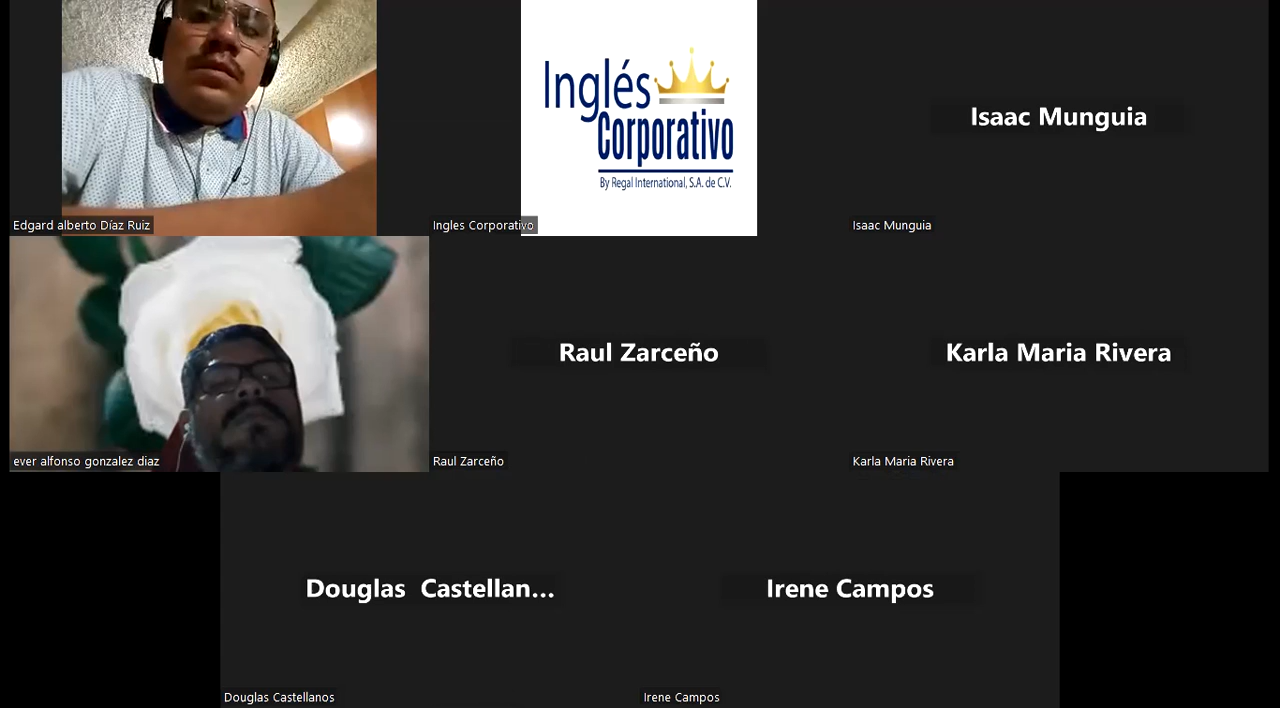 Inglés
Corporativo
By Regal International, S.A. de C.V.
Isaac Munguia
Edgard alberto Díaz Ruiz
Ingles Corporativo
Isaac Munguia
Raul Zarceño
Karla Maria Rivera
ever alfonso gonzalez diaz
Raul Zarceño
Karla Maria Rivera
Douglas Castellan...
Irene Campos
Douglas Castellanos
Irene Campos